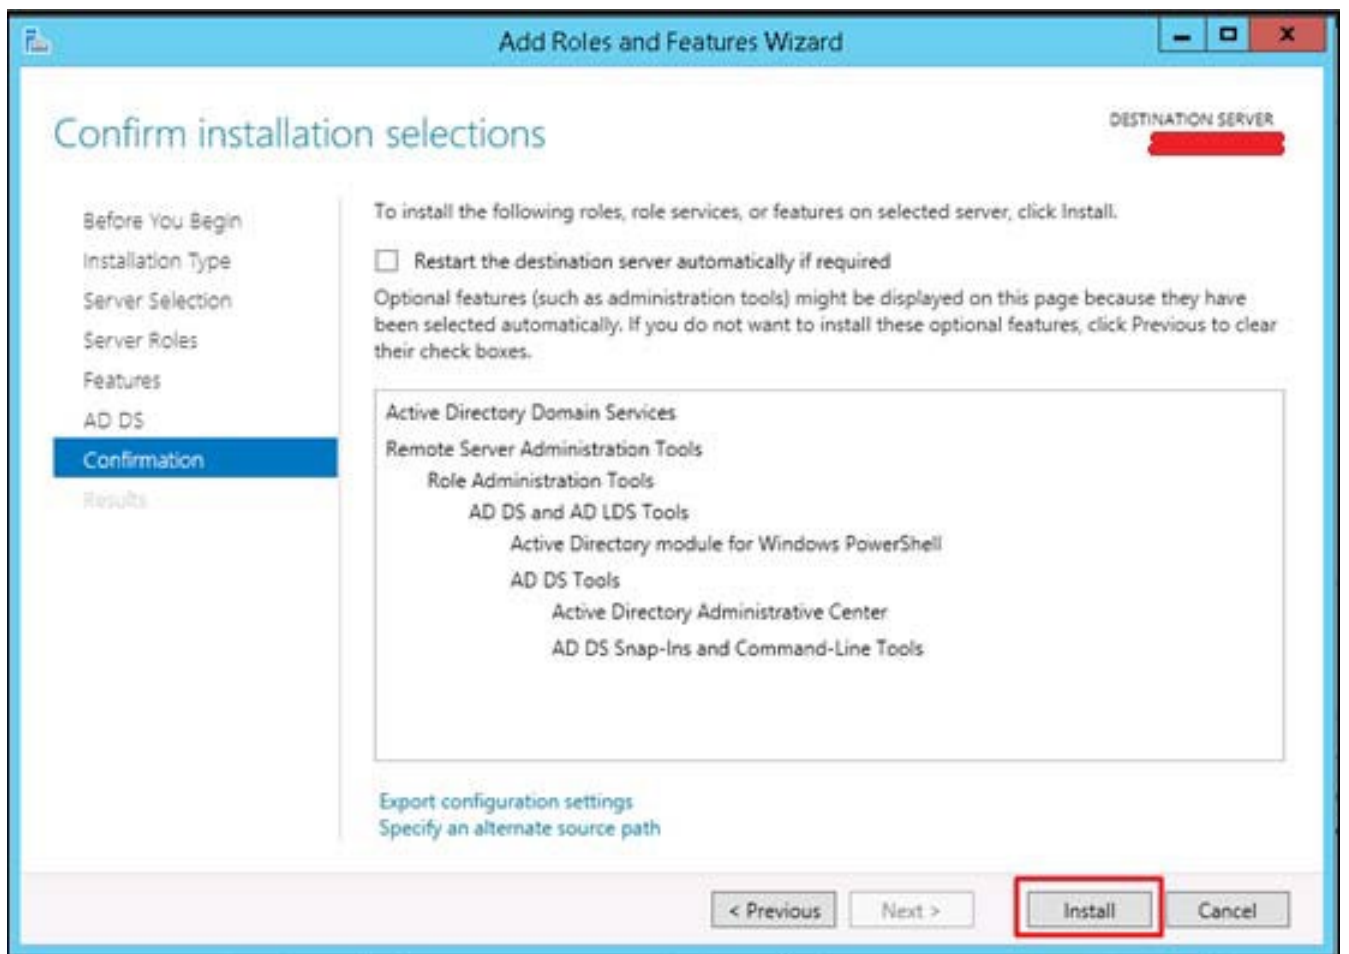 Add Roles and Features Wizard
Confirm installation selections
DESTINATION SERVER
Before You Begin
Installation Type
Server Selection
Server Roles
Features
AD DS
Confirmation
Results
To install the following roles, role services, or features on selected server, click Install.
Restart the destination server automatically if required
Optional features (such as administration tools) might be displayed on this page because they have
been selected automatically. If you do not want to install these optional features, click Previous to clear
their check boxes.
Active Directory Domain Services
Remote Server Administration Tools
Role Administration Tools
AD DS and AD LDS Tools
Active Directory module for Windows PowerShell
AD DS Tools
Active Directory Administrative Center
AD DS Snap-Ins and Command-Line Tools
Export configuration settings
Specify an alternate source path
< Previous
Next >
Install
Cancel